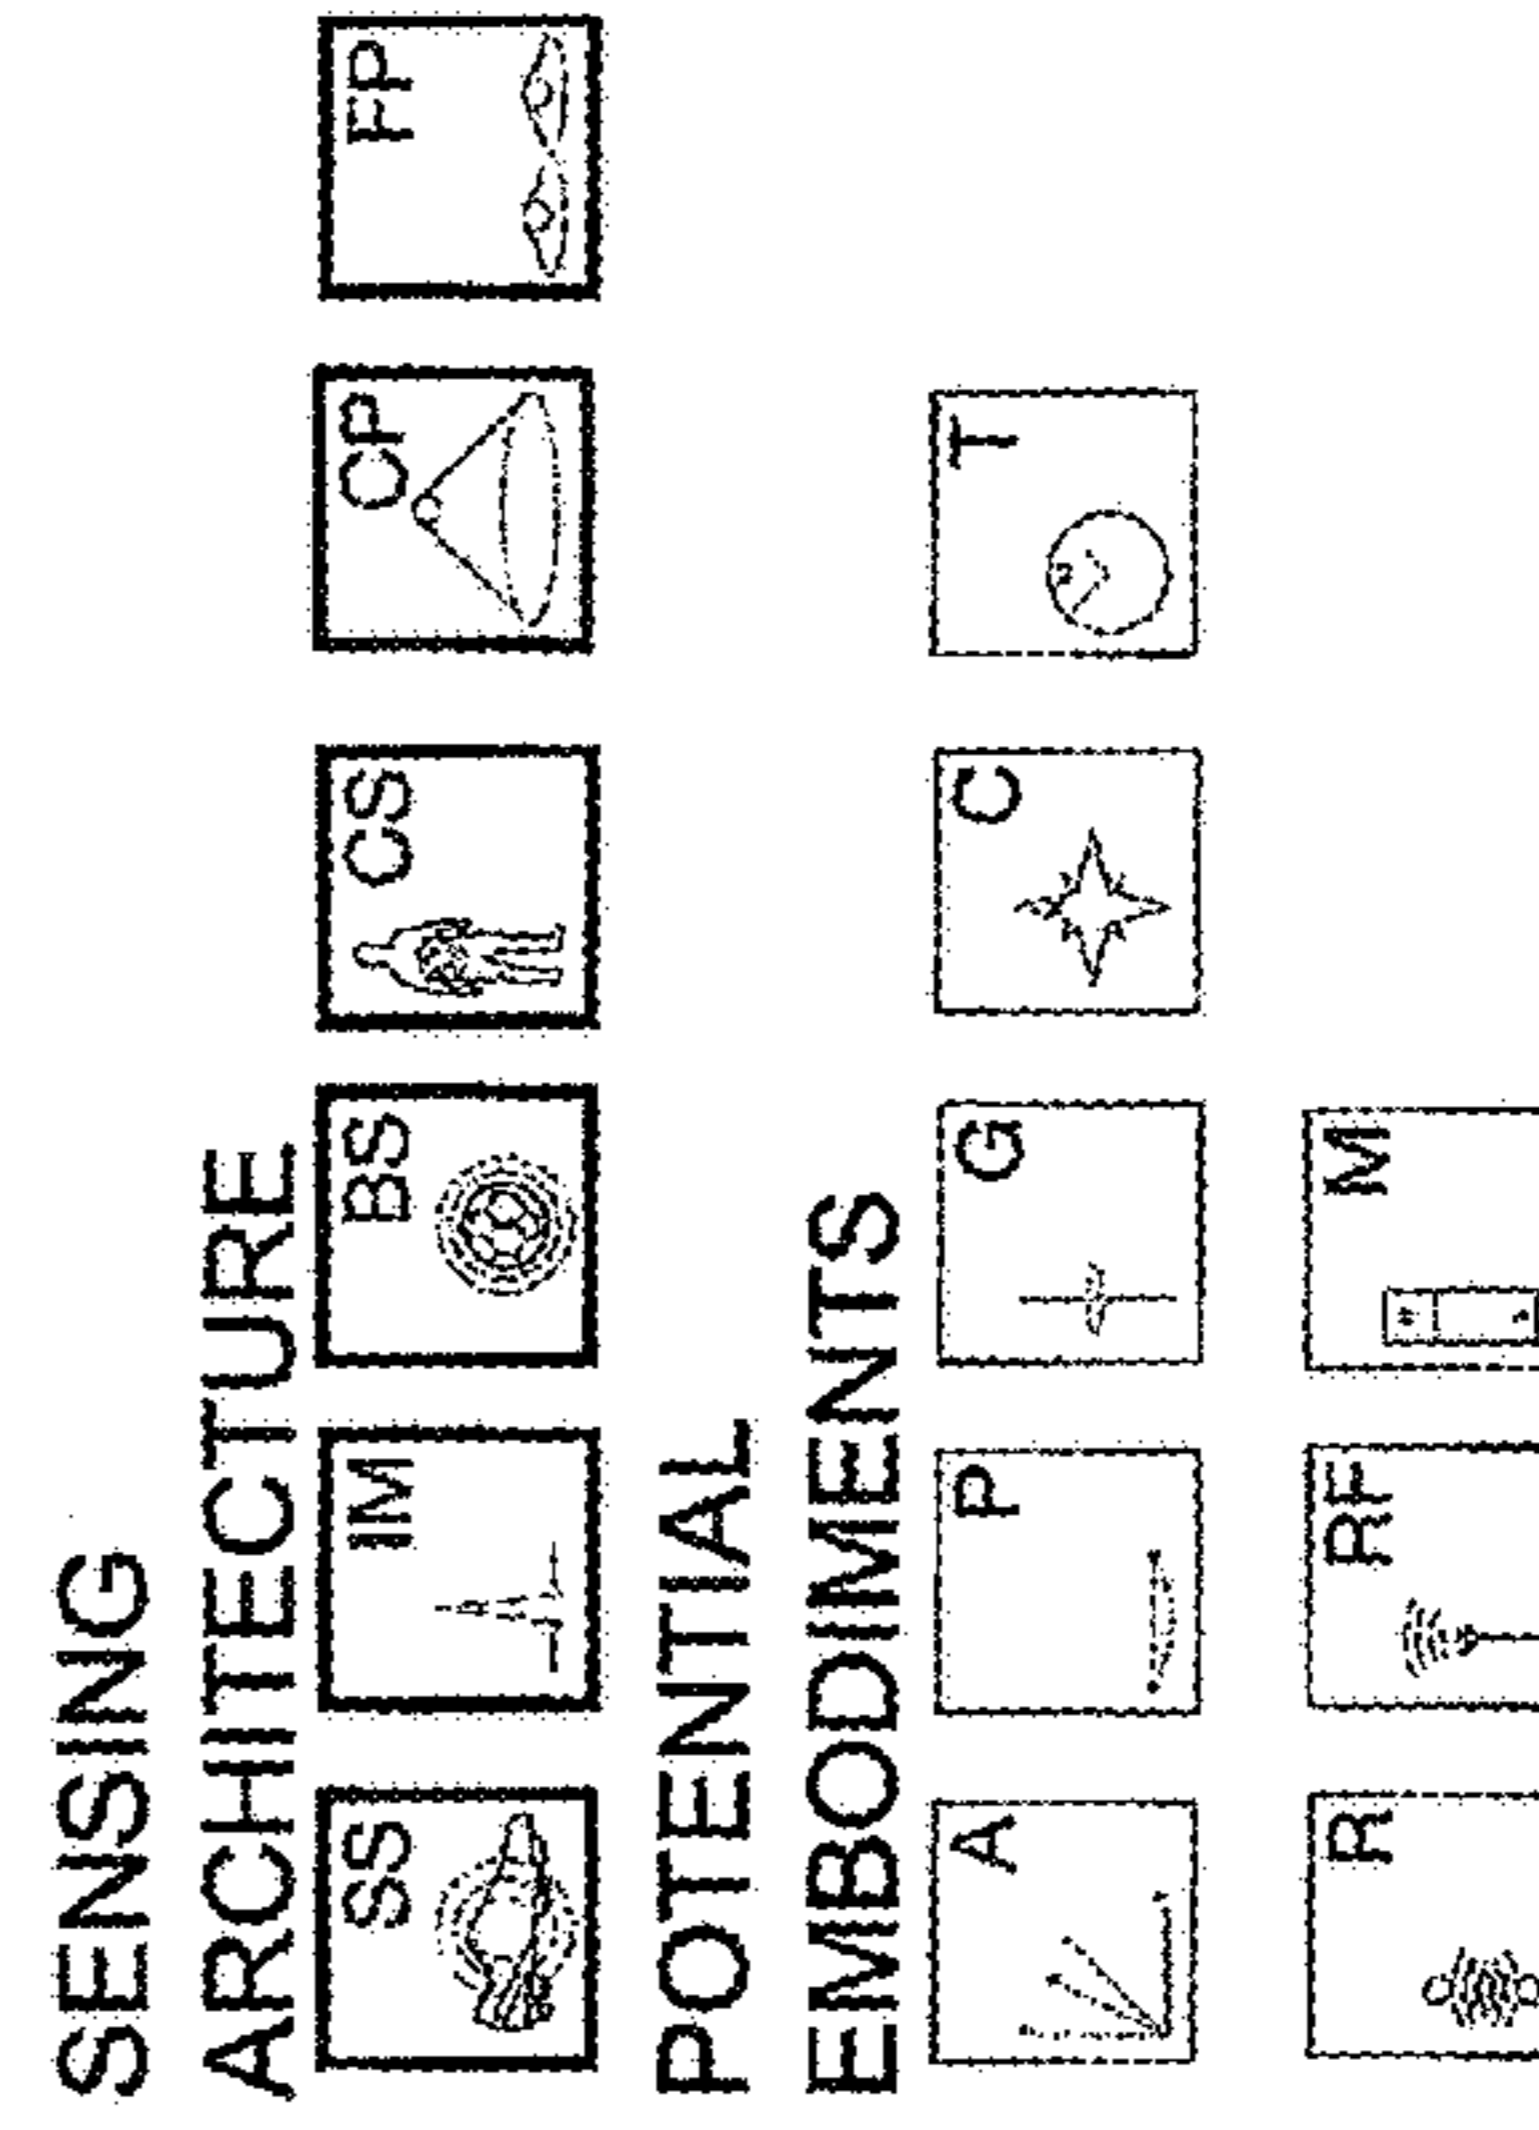 SENSING
ARCHITECTURE
SS IM BS CS CP FP
POTENTIAL
EMBODIMENTS
A P G C T
R RF M